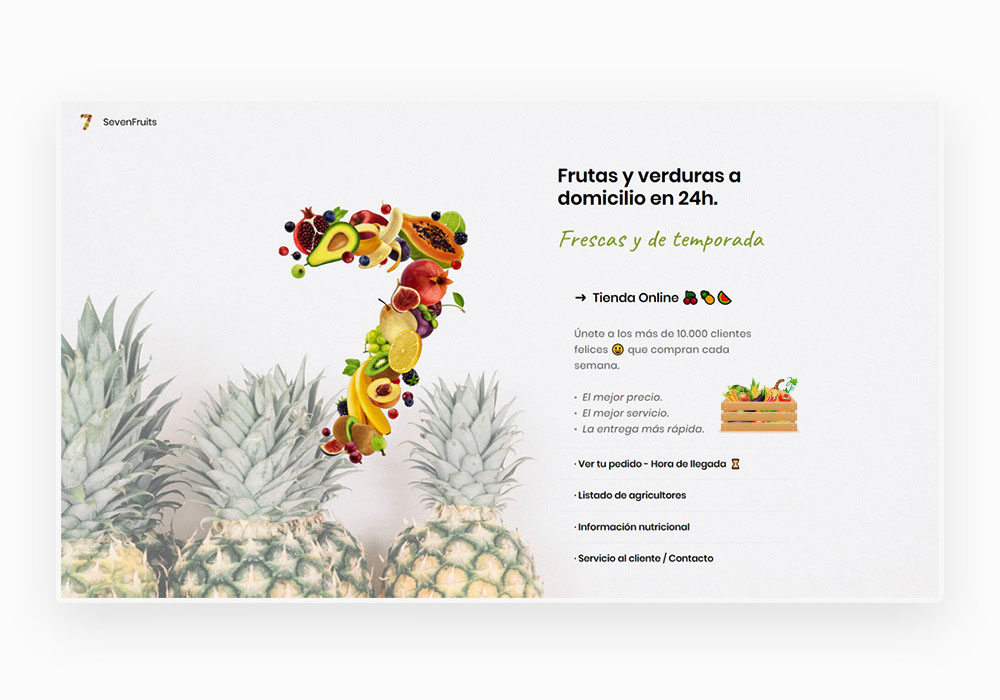 7 SevenFruits
Frutas y verduras a
domicilio en 24h.
Frescas y de temporada
7
→ Tienda Online 🍒🍍🍉
Únete a los más de 10.000 clientes
felices 😀 que compran cada
semana.
• El mejor precio.
• El mejor servicio.
• La entrega más rápida.
· Ver tu pedido - Hora de llegada ⌛
· Listado de agricultores
· Información nutricional
· Servicio al cliente / Contacto